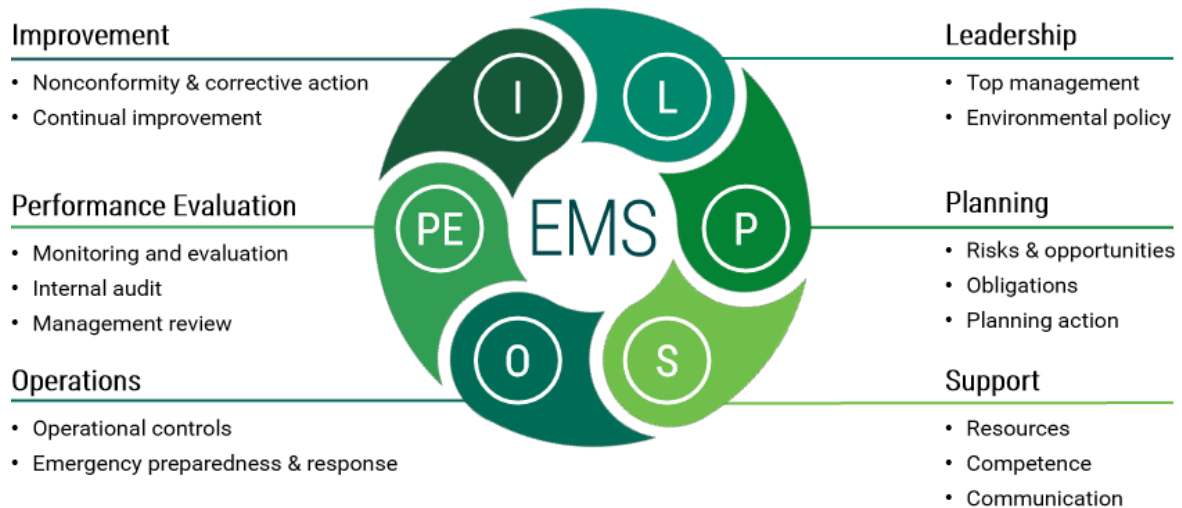 Improvement
• Nonconformity & corrective action
• Continual improvement
Performance Evaluation
• Monitoring and evaluation
• Internal audit
• Management review
Operations
• Operational controls
• Emergency preparedness & response
I
L
PE
EMS
P
O
S
Leadership
• Top management
• Environmental policy
Planning
• Risks & opportunities
• Obligations
• Planning action
Support
• Resources
• Competence
• Communication